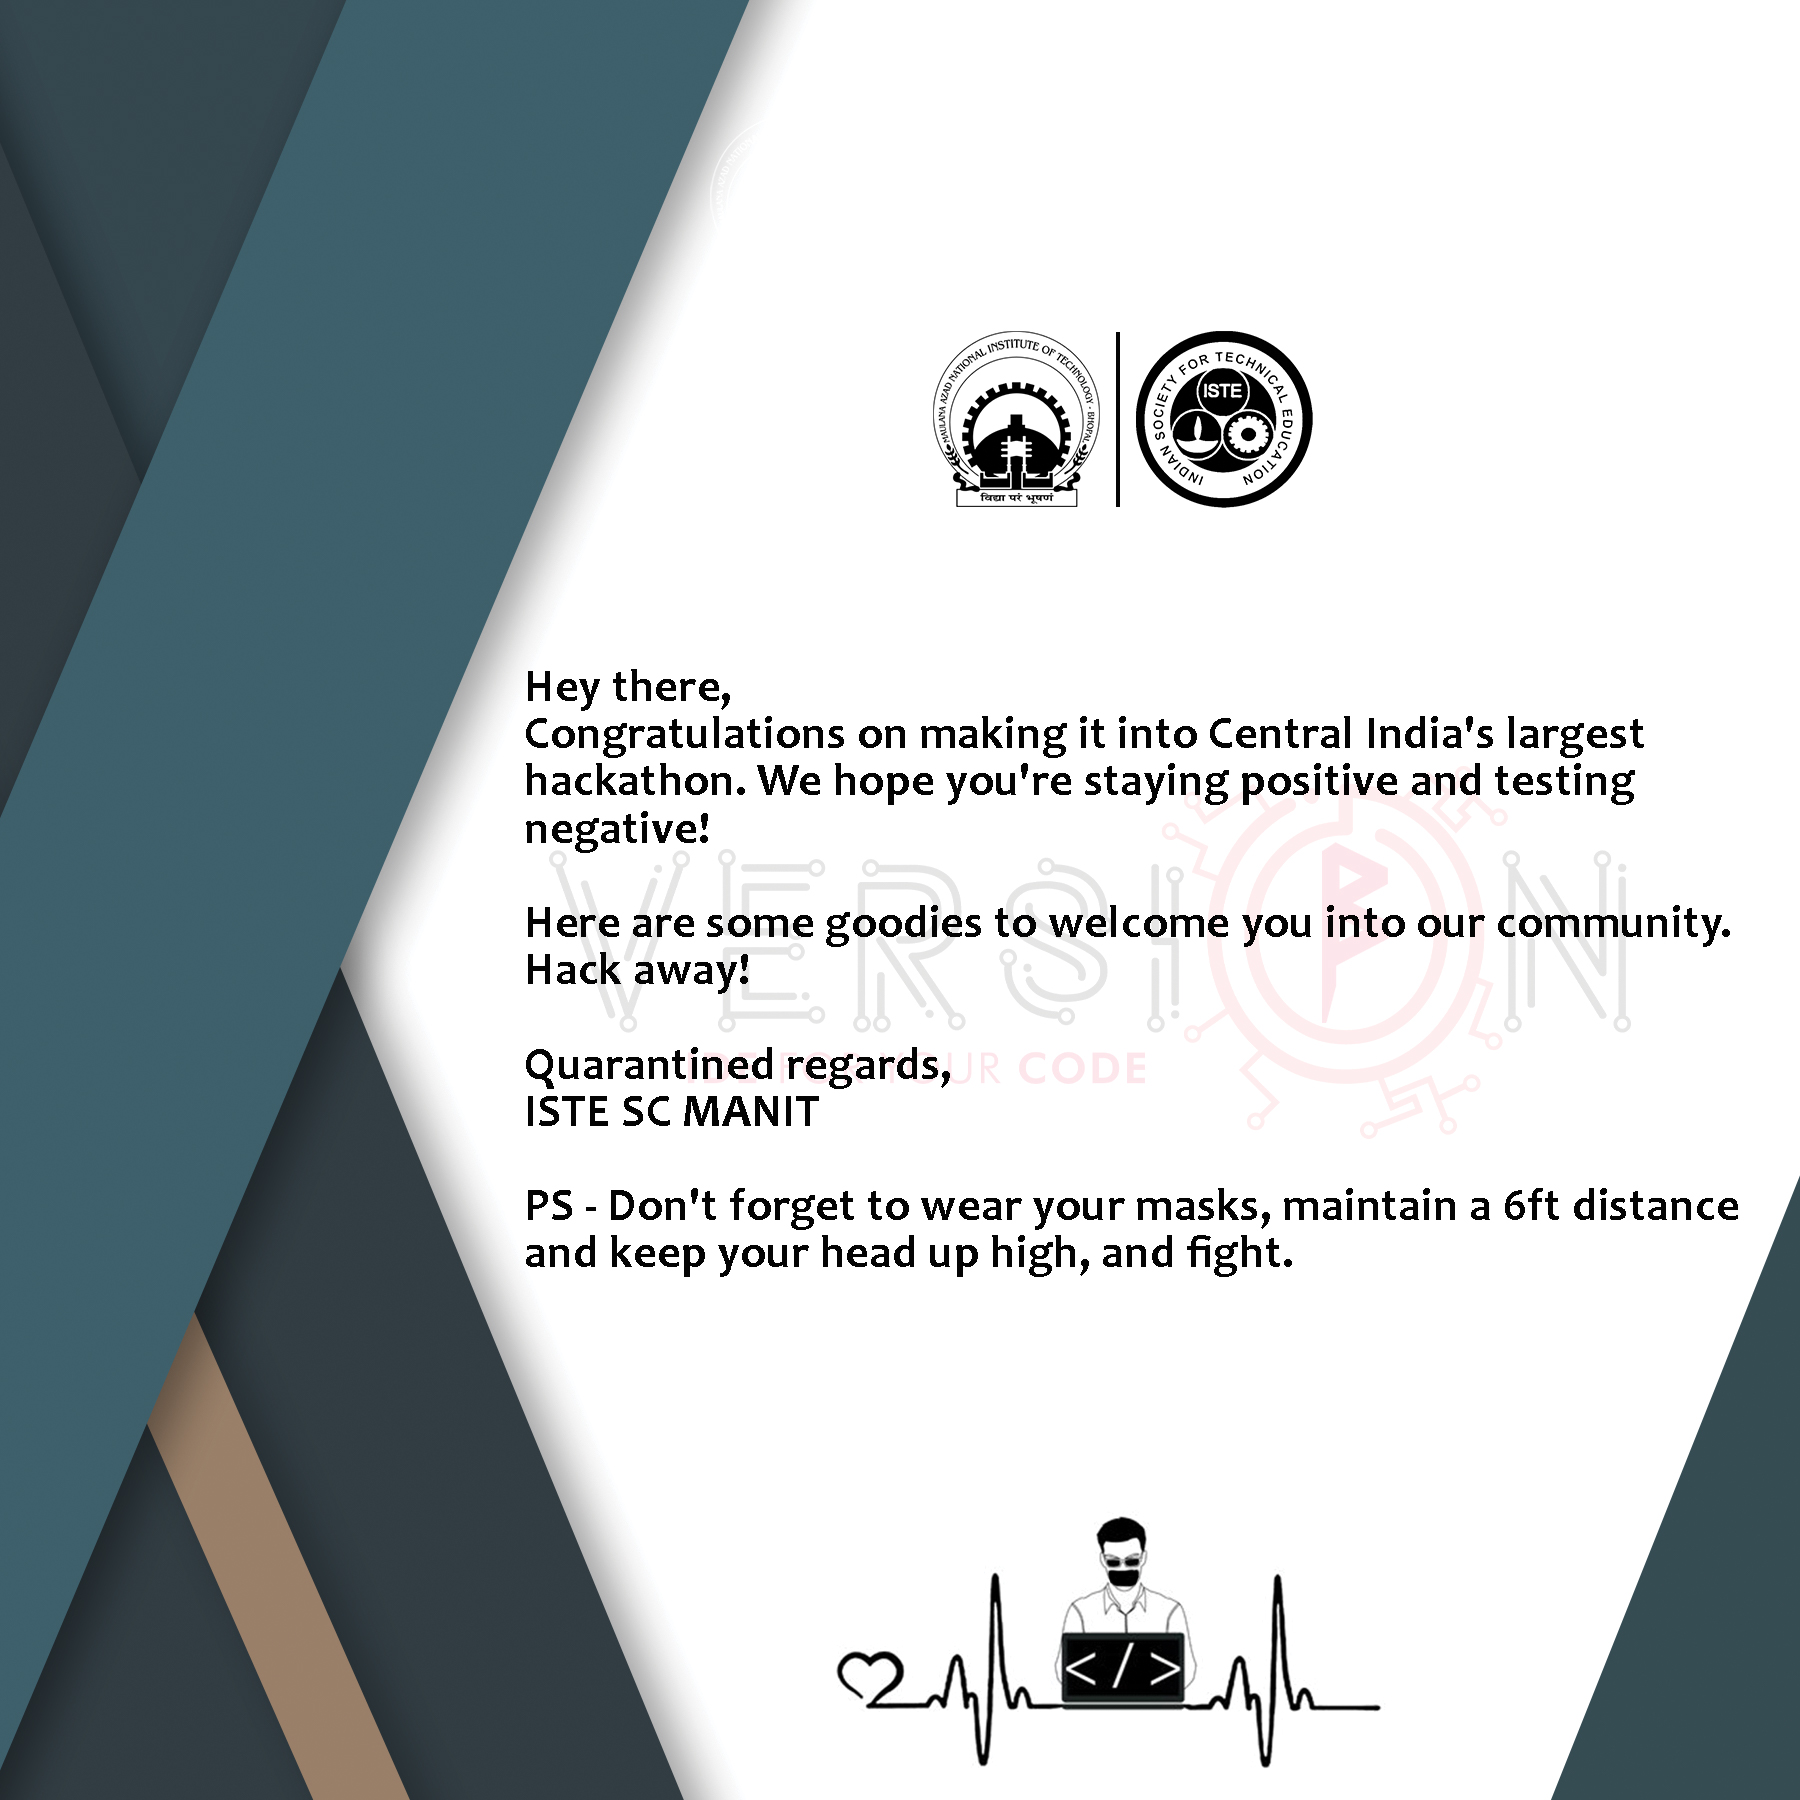 MAULANA AZAD NATIONAL INSTITUTE OF TECHNOLOGY - BHOPAL
विद्या परं भूषणं
INDIAN SOCIETY FOR TECHNICAL EDUCATION
ISTE
Hey there,
Congratulations on making it into Central India's largest
hackathon. We hope you're staying positive and testing
negative!
VERSION
Here are some goodies to welcome you into our community.
Hack away!
IDE FOR YOUR CODE
Quarantined regards,
ISTE SC MANIT
PS - Don't forget to wear your masks, maintain a 6ft distance
and keep your head up high, and fight.
</>